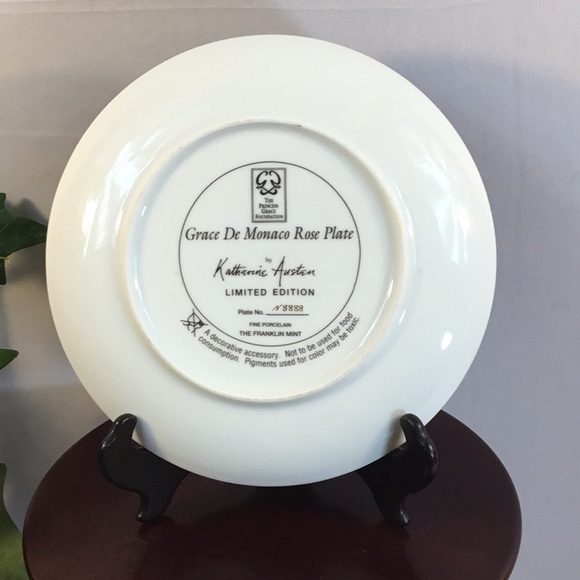 THE
PRINCESS
GRACE
FOUNDATION
Grace De Monaco Rose Plate
by
Katharine Austen
LIMITED EDITION
Plate No. N8888
FINE PORCELAIN
THE FRANKLIN MINT
A decorative accessory. Not to be used for food
consumption. Pigments used for color may be toxic.